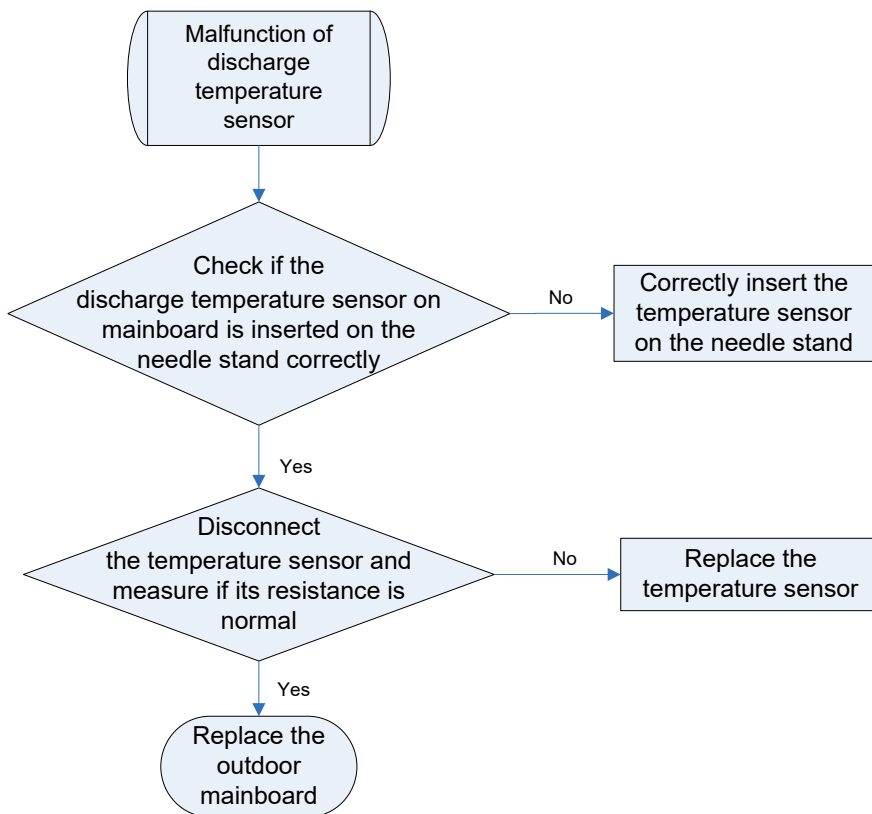 Malfunction of
discharge
temperature
sensor
Check if the
discharge temperature sensor on
mainboard is inserted on the
needle stand correctly
No
Correctly insert the
temperature sensor
on the needle stand
Yes
Disconnect
the temperature sensor and
measure if its resistance is
normal
No
Replace the
temperature sensor
Yes
Replace the
outdoor
mainboard